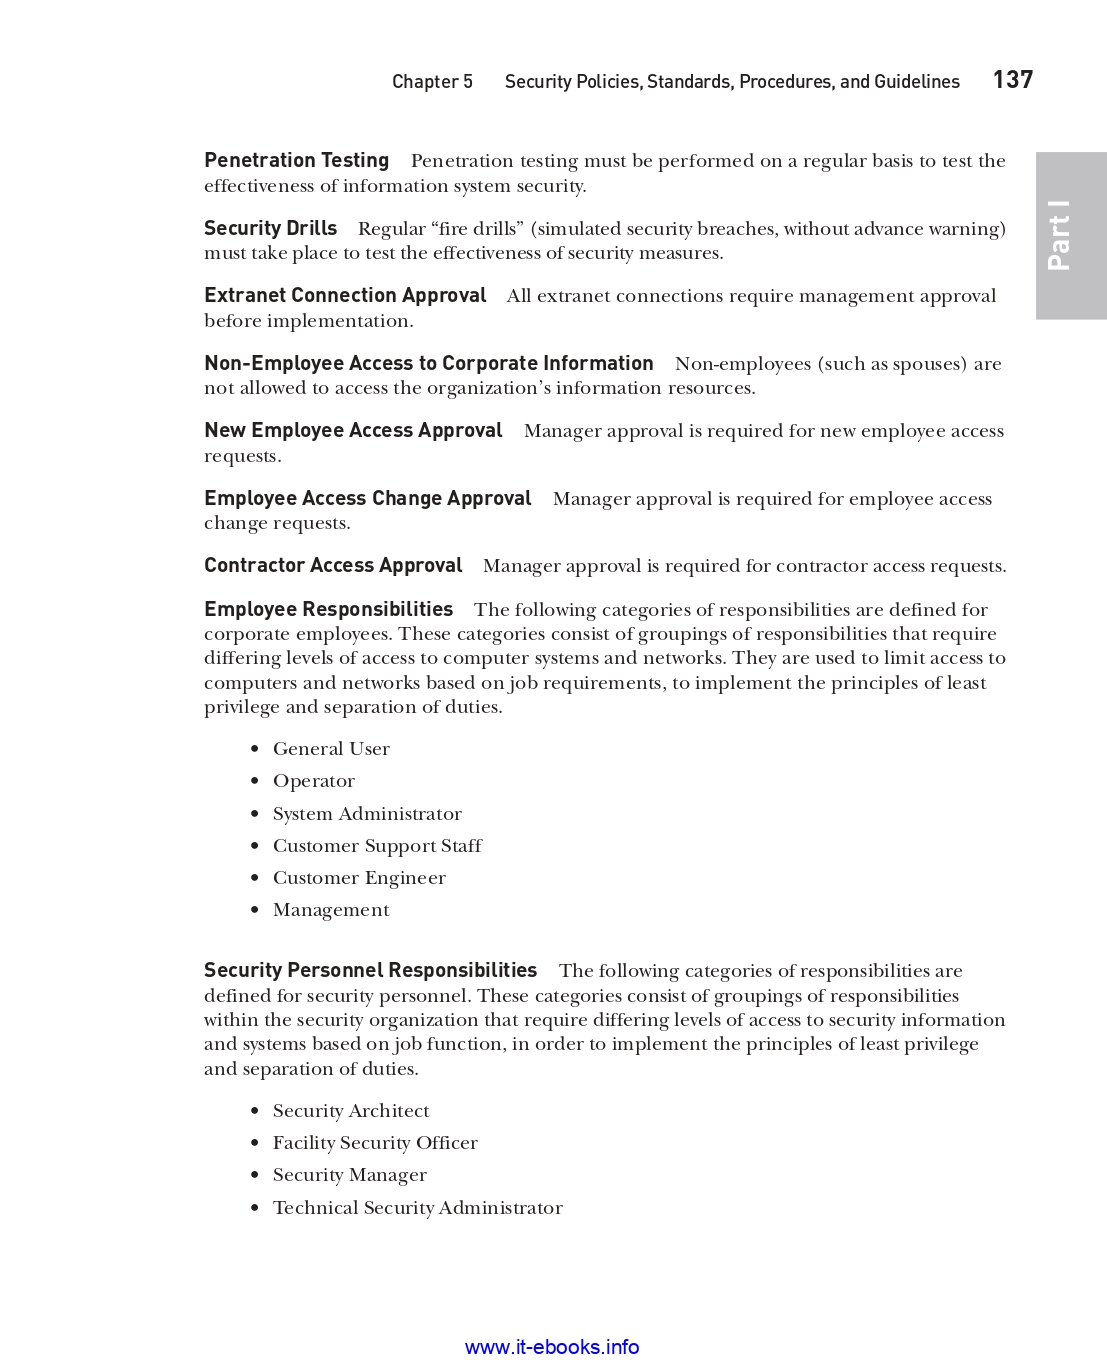 Chapter 5 Security Policies, Standards, Procedures, and Guidelines 137
Part I
Penetration Testing Penetration testing must be performed on a regular basis to test the
effectiveness of information system security.
Security Drills Regular “fire drills” (simulated security breaches, without advance warning)
must take place to test the effectiveness of security measures.
Extranet Connection Approval All extranet connections require management approval
before implementation.
Non-Employee Access to Corporate Information Non-employees (such as spouses) are
not allowed to access the organization’s information resources.
New Employee Access Approval Manager approval is required for new employee access
requests.
Employee Access Change Approval Manager approval is required for employee access
change requests.
Contractor Access Approval Manager approval is required for contractor access requests.
Employee Responsibilities The following categories of responsibilities are defined for
corporate employees. These categories consist of groupings of responsibilities that require
differing levels of access to computer systems and networks. They are used to limit access to
computers and networks based on job requirements, to implement the principles of least
privilege and separation of duties.
• General User
• Operator
• System Administrator
• Customer Support Staff
• Customer Engineer
• Management
Security Personnel Responsibilities The following categories of responsibilities are
defined for security personnel. These categories consist of groupings of responsibilities
within the security organization that require differing levels of access to security information
and systems based on job function, in order to implement the principles of least privilege
and separation of duties.
• Security Architect
• Facility Security Officer
• Security Manager
• Technical Security Administrator
www.it-ebooks.info